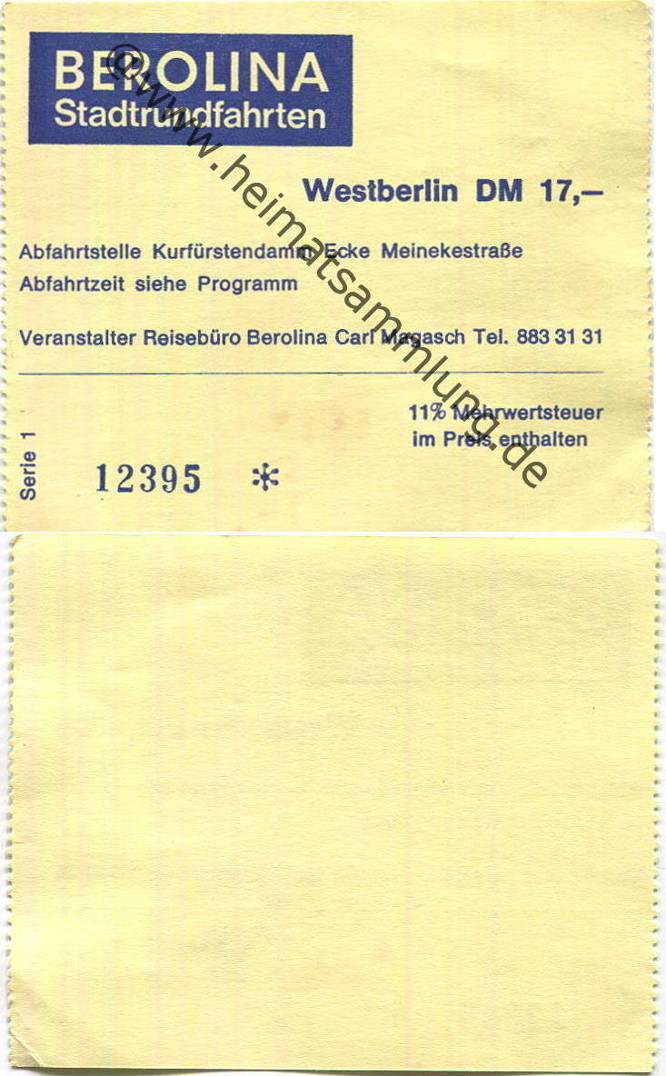 BEROLINA
Stadtrundfahrten
Westberlin DM 17,—
Abfahrtstelle Kurfürstendamm Ecke Meinekestraße
Abfahrtzeit siehe Programm
Veranstalter Reisebüro Berolina Carl Magasch Tel. 883 31 31
11% Mehrwertsteuer
im Preis enthalten
Serie 1
12395 *
@www.heimatsammlung.de